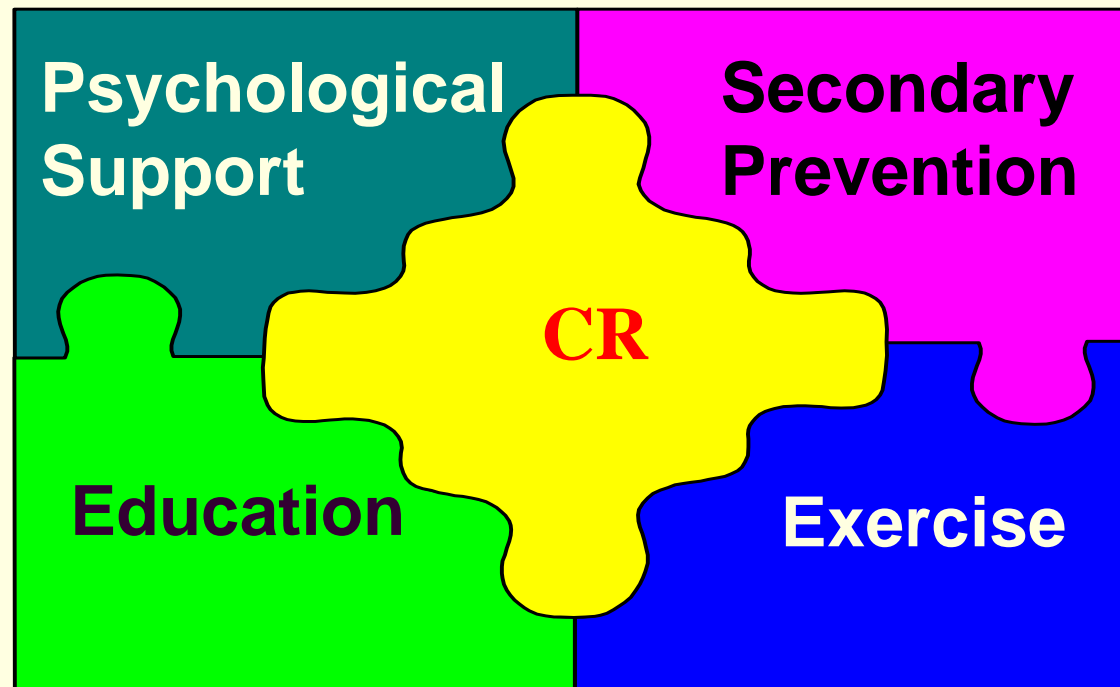 Psychological
Support
Secondary
Prevention
CR
Education
Exercise